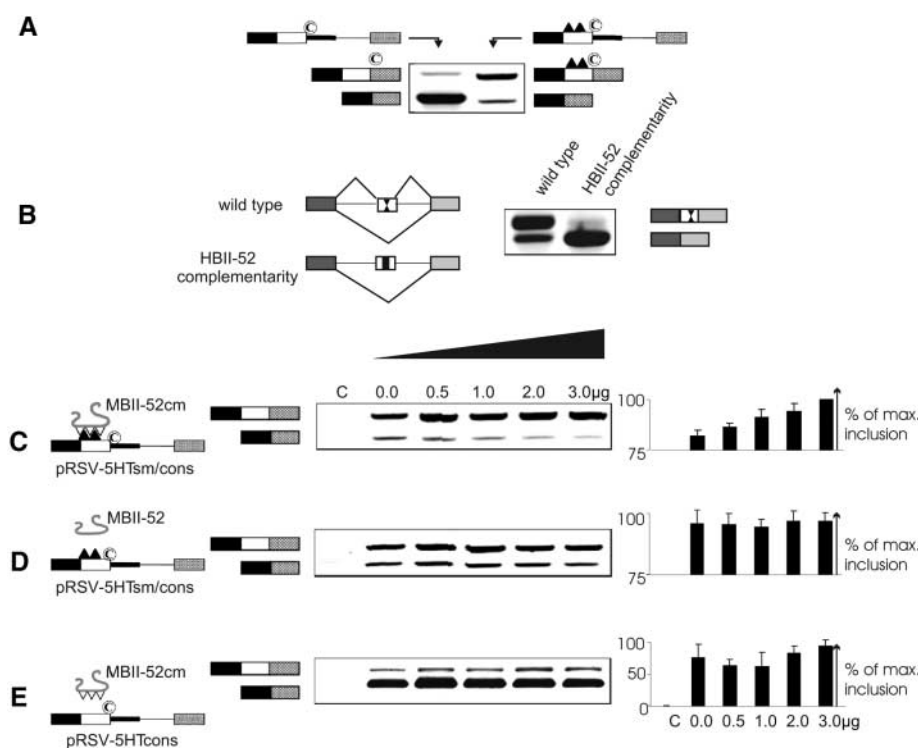 A
C
C
C
B
wild type
HBII-52
complementarity
wild type
HBII-52
complementarity
C 0.0 0.5 1.0 2.0 3.0µg
C
MBII-52cm
C
pRSV-5HTsm/cons
100
75
% of max.
inclusion
D
MBII-52
C
pRSV-5HTsm/cons
100
75
% of max.
inclusion
E
MBII-52cm
C
pRSV-5HTcons
100
50
0
% of max.
inclusion
C 0.0 0.5 1.0 2.0 3.0µg